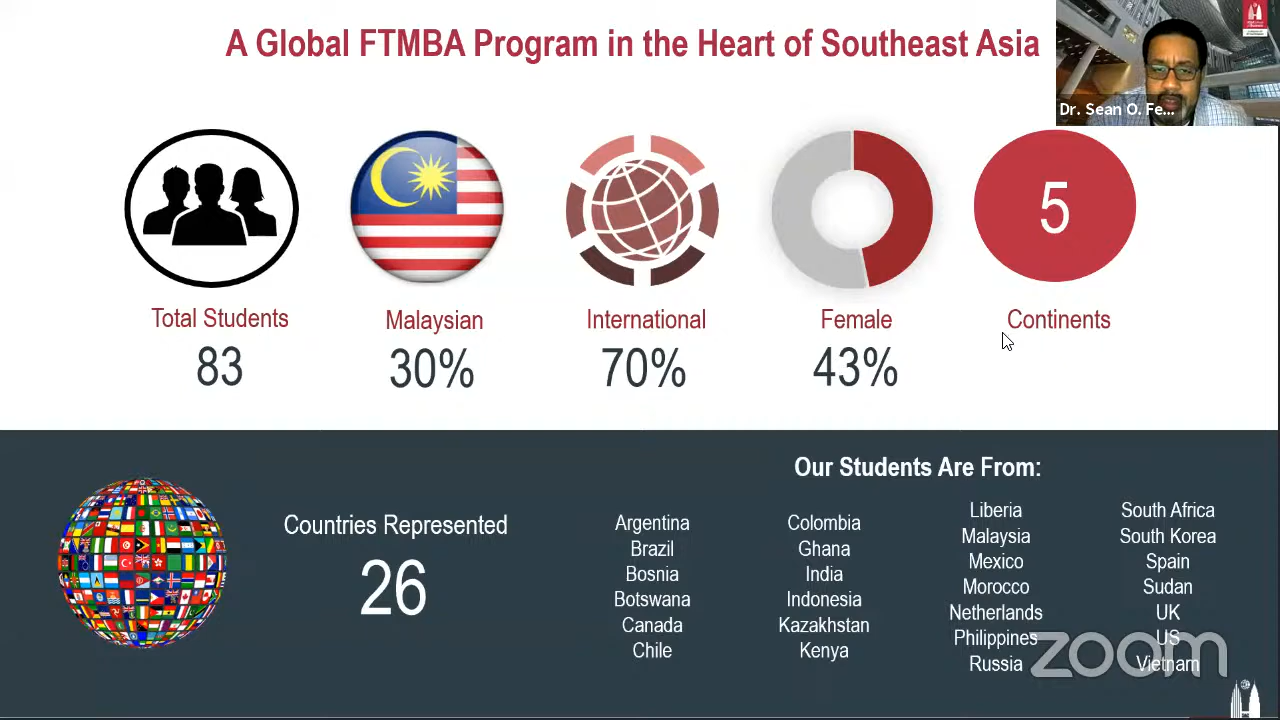 A Global FTMBA Program in the Heart of Southeast Asia
Dr. Sean O. Fe...
5
Total Students
83
Malaysian
30%
International
70%
Female
43%
Continents
Our Students Are From:
Countries Represented
26
Argentina
Brazil
Bosnia
Botswana
Canada
Chile
Colombia
Ghana
India
Indonesia
Kazakhstan
Kenya
Liberia
Malaysia
Mexico
Morocco
Netherlands
Philippines
Russia
South Africa
South Korea
Spain
Sudan
UK
US
Vietnam
zoom